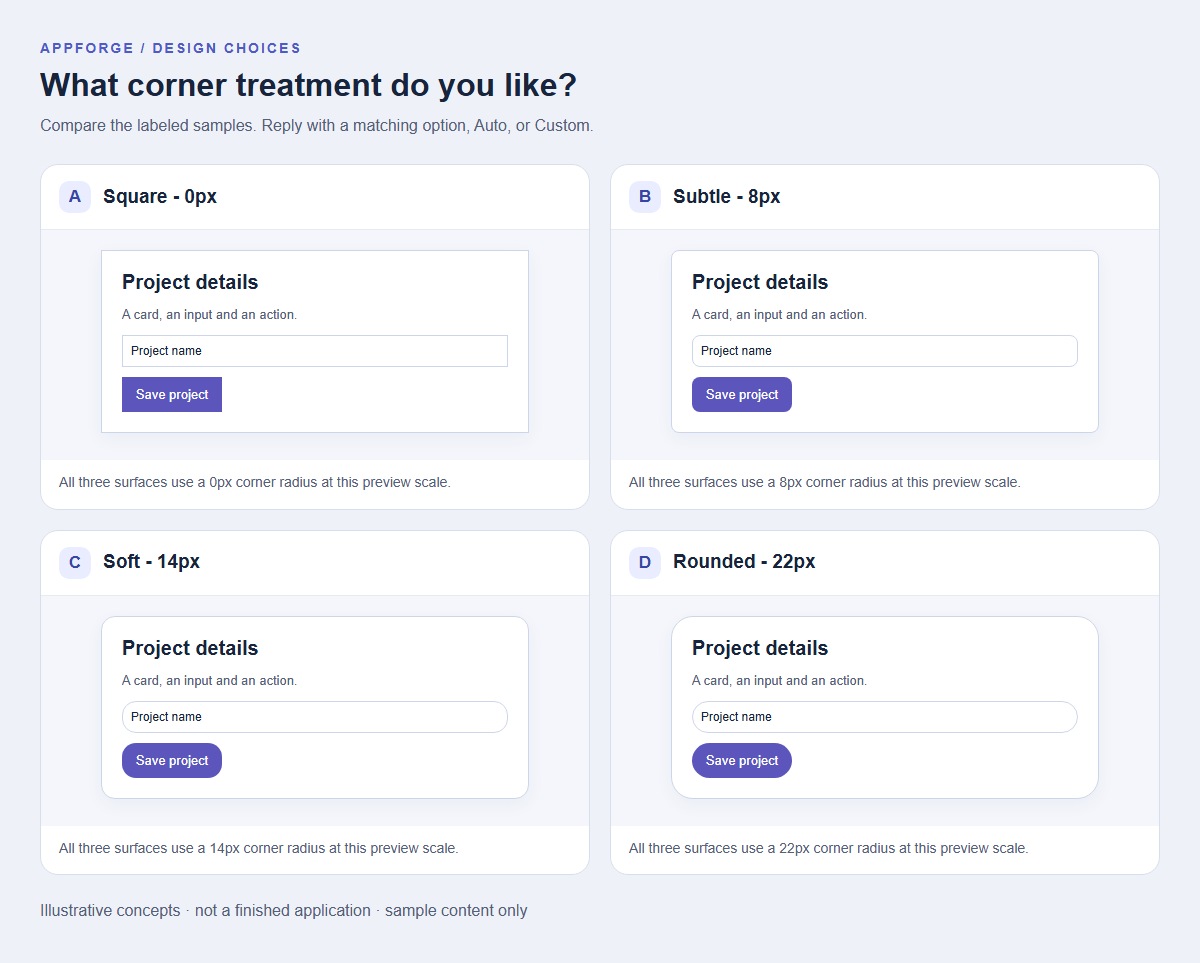 APPFORGE / DESIGN CHOICES
What corner treatment do you like?
Compare the labeled samples. Reply with a matching option, Auto, or Custom.
A Square - 0px
Project details
A card, an input and an action.
Project name
Save project
All three surfaces use a 0px corner radius at this preview scale.
B Subtle - 8px
Project details
A card, an input and an action.
Project name
Save project
All three surfaces use a 8px corner radius at this preview scale.
C Soft - 14px
Project details
A card, an input and an action.
Project name
Save project
All three surfaces use a 14px corner radius at this preview scale.
D Rounded - 22px
Project details
A card, an input and an action.
Project name
Save project
All three surfaces use a 22px corner radius at this preview scale.
Illustrative concepts · not a finished application · sample content only